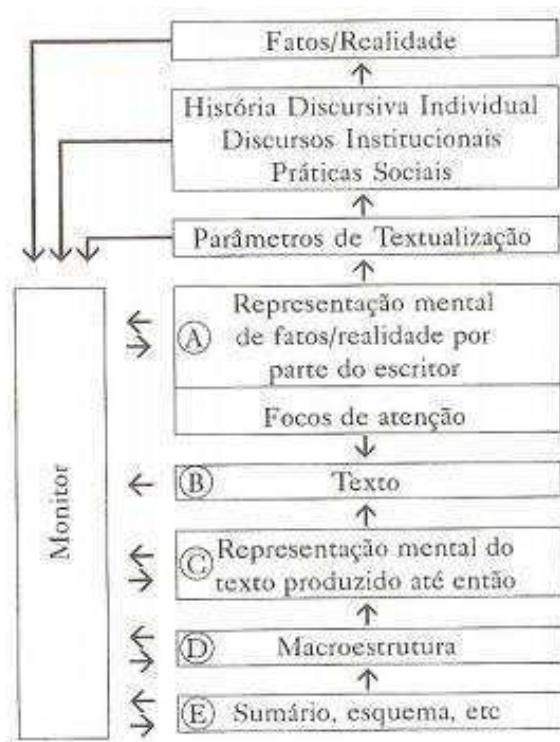 Fatos/Realidade
História Discursiva Individual
Discursos Institucionais
Práticas Sociais
Parâmetros de Textualização
Monitor
A
Representação mental
de fatos/realidade por
parte do escritor
Focos de atenção
B Texto
C Representação mental do
texto produzido até então
D Macroestrutura
E Sumário, esquema, etc